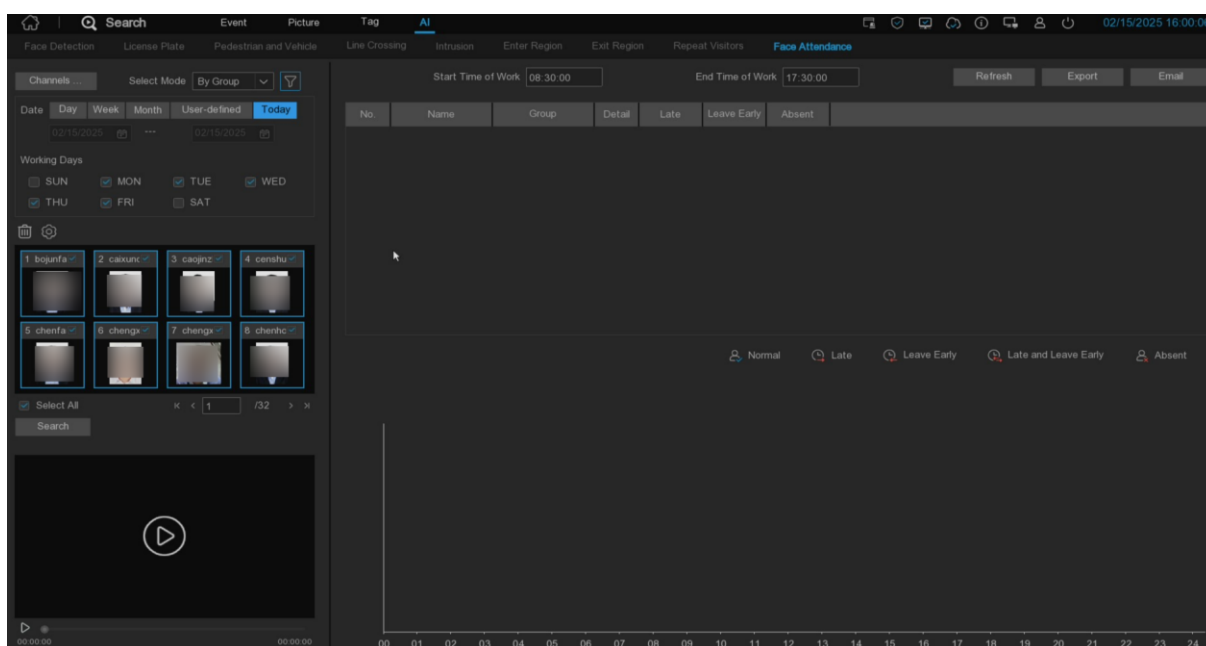 Search Event Picture Tag AI 02/15/2025 16:00:00
Face Detection License Plate Pedestrian and Vehicle Line Crossing Intrusion Enter Region Exit Region Repeat Visitors Face Attendance
Channels ... Select Mode By Group
Start Time of Work 08:30:00 End Time of Work 17:30:00 Refresh Export Email
Date Day Week Month User-defined Today
02/15/2025 --- 02/15/2025
Working Days
SUN MON TUE WED
THU FRI SAT
No. Name Group Detail Late Leave Early Absent
1 bojunfa 2 caixunc 3 caojinz 4 censhu
5 chenfa 6 chengx 7 chengx 8 chenhc
Normal Late Leave Early Late and Leave Early Absent
Select All 1 /32
Search
00:00:00 00:00:00
00 01 02 03 04 05 06 07 08 09 10 11 12 13 14 15 16 17 18 19 20 21 22 23 24